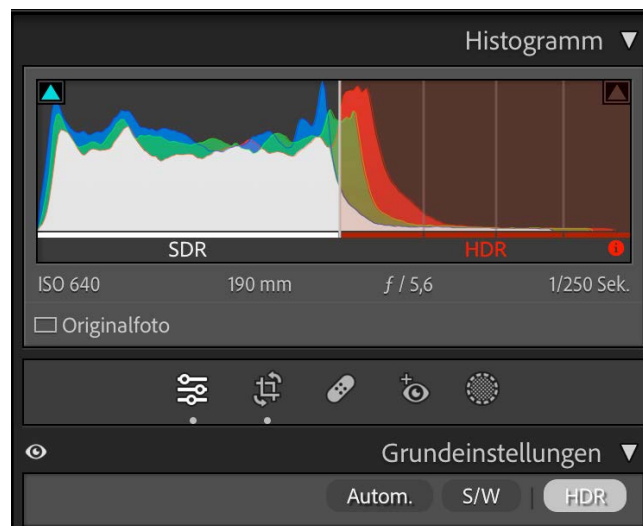 Histogramm
SDR HDR
ISO 640 190 mm ƒ / 5,6 1/250 Sek.
Originalfoto
Grundeinstellungen
Autom. S/W HDR